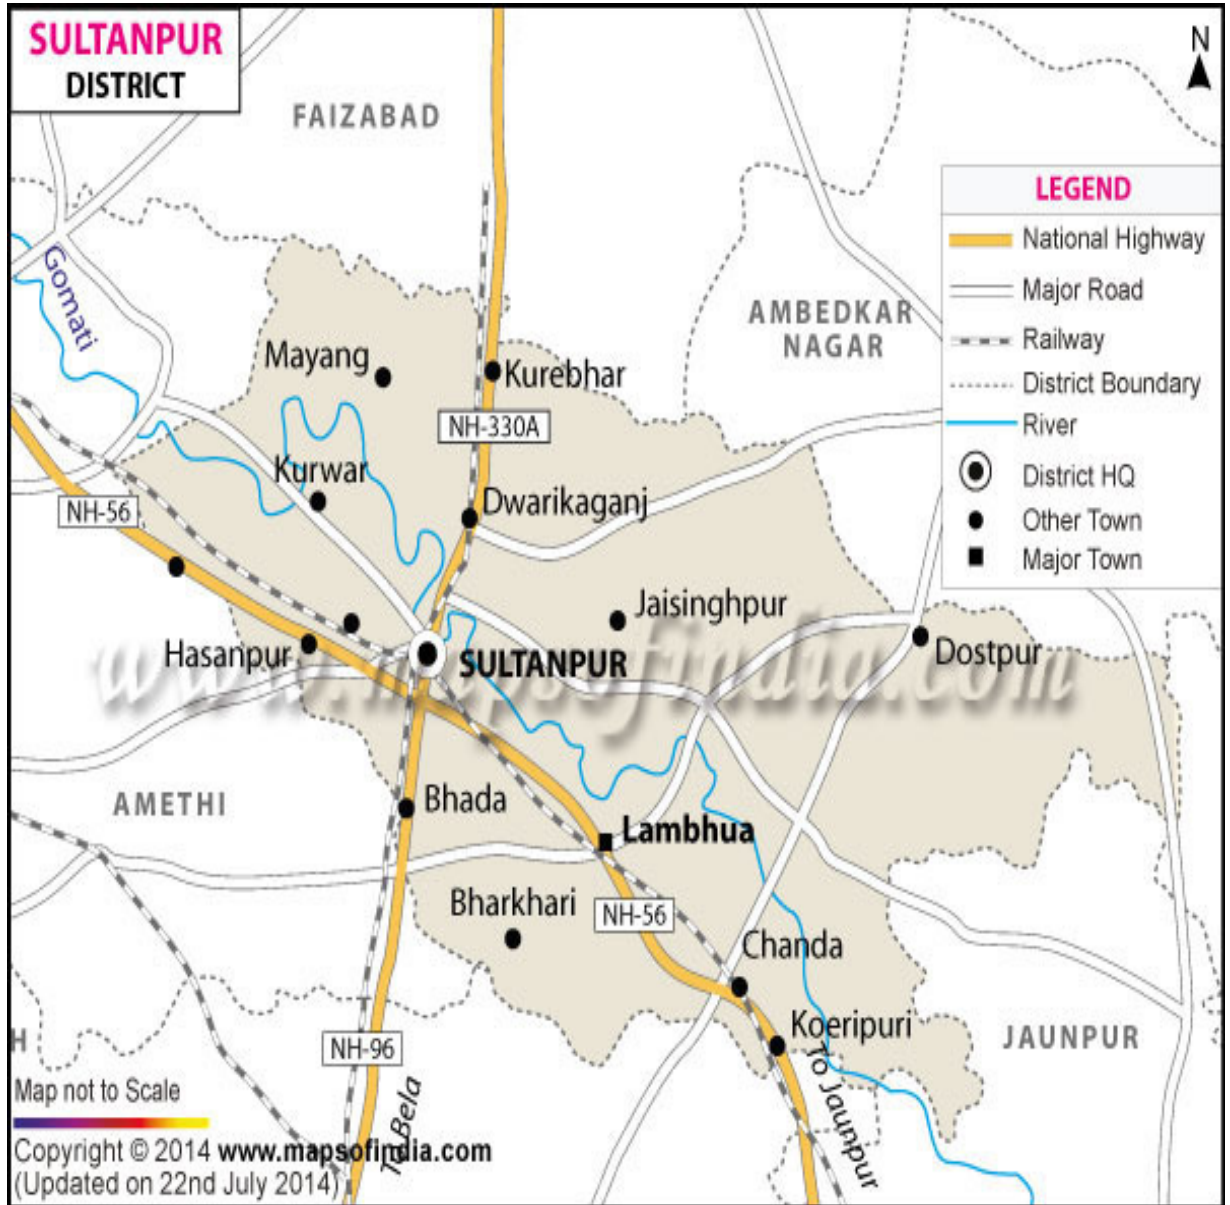 SULTANPUR
DISTRICT
N
FAIZABAD
LEGEND
National Highway
Major Road
Railway
District Boundary
River
District HQ
Other Town
Major Town
Gomati
AMBEDKAR
NAGAR
Mayang
Kurebhar
NH-330A
Kurwar
Dwarikaganj
NH-56
Jaisinghpur
Hasanpur
SULTANPUR
Dostpur
www.mapsofindia.com
AMETHI
Bhada
Lambhua
Bharkhari
NH-56
Chanda
Koeripuri
JAUNPUR
H
NH-96
To Bela
To Jaunpur
Map not to Scale
Copyright © 2014 www.mapsofindia.com
(Updated on 22nd July 2014)